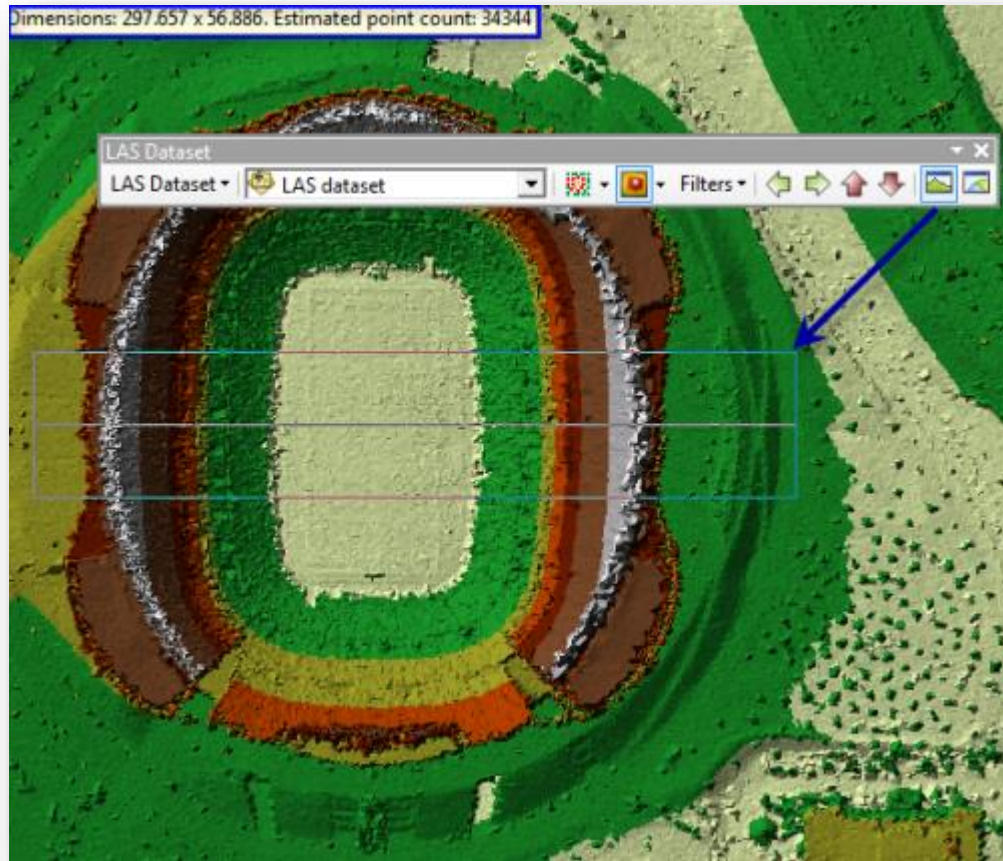 Dimensions: 297.657 x 56.886. Estimated point count: 34344
LAS Dataset
LAS Dataset LAS dataset Filters